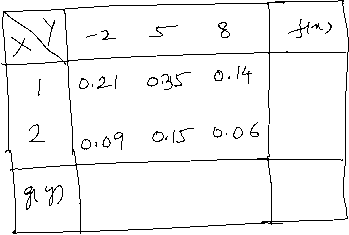 X Y -2 5 8 f(x)
1 0.21 0.35 0.14
2 0.09 0.15 0.06
g(y)